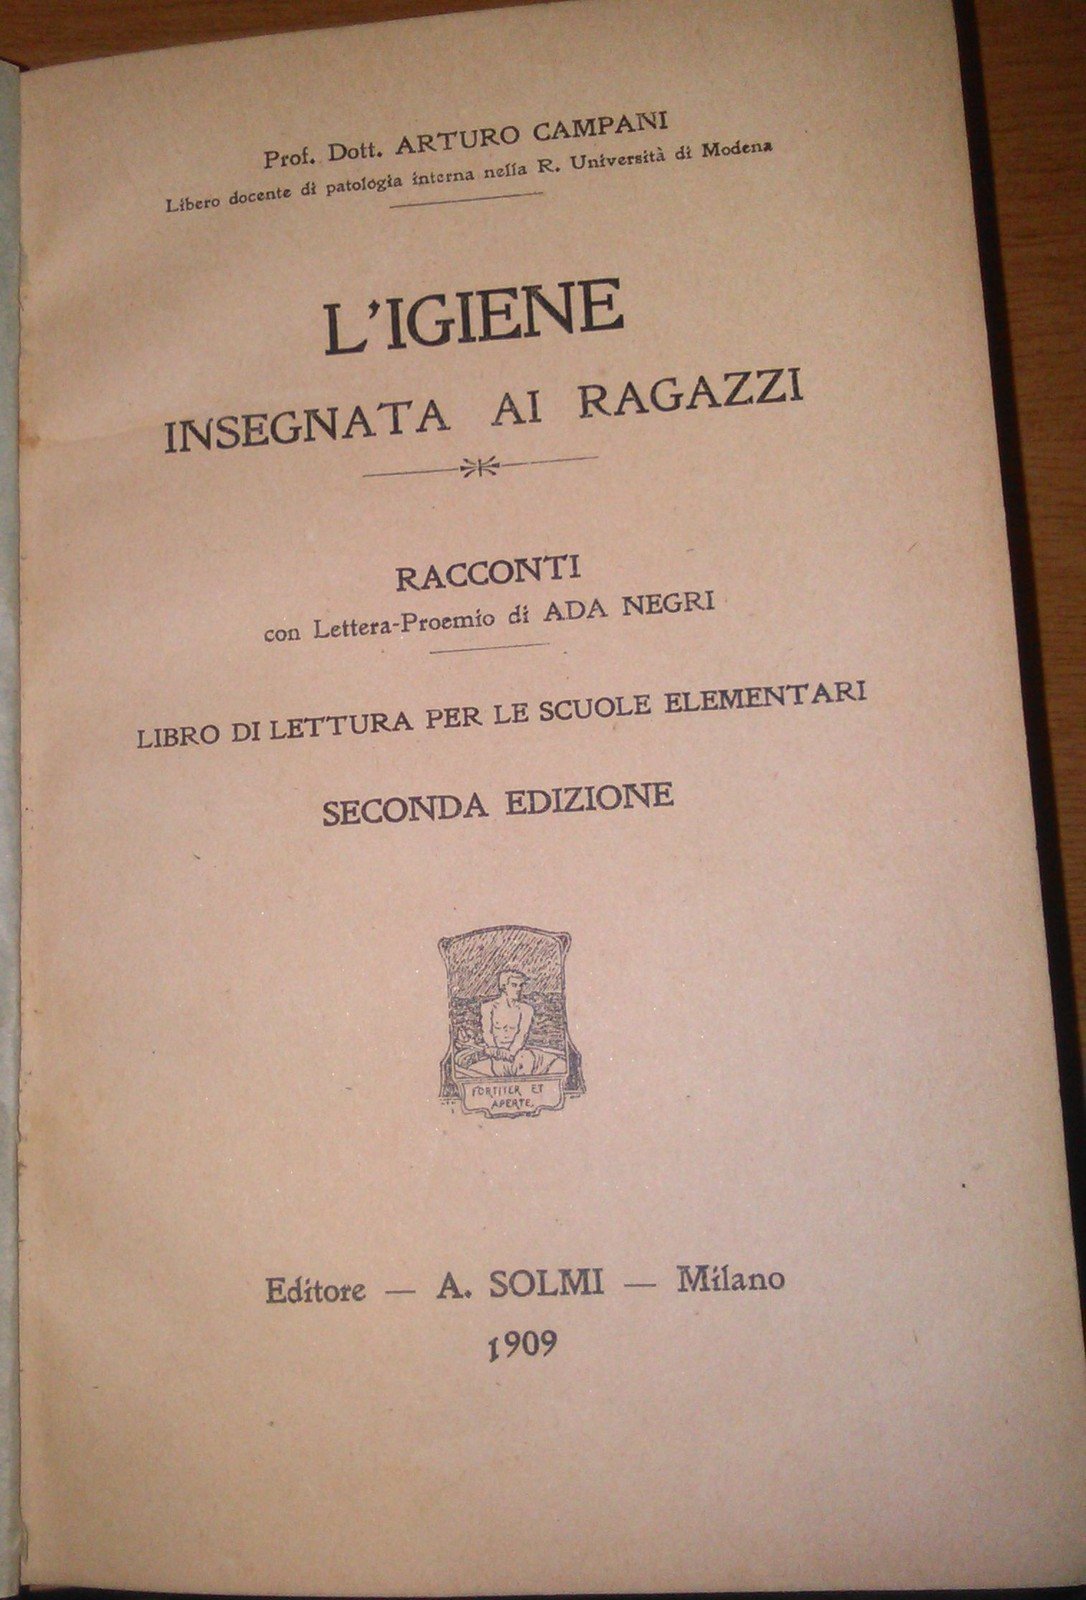 Prof. Dott. ARTURO CAMPANI
Libero docente di patologia interna nella R. Università di Modena
L'IGIENE
INSEGNATA AI RAGAZZI
RACCONTI
con Lettera-Proemio di ADA NEGRI
LIBRO DI LETTURA PER LE SCUOLE ELEMENTARI
SECONDA EDIZIONE
FORTITER ET
APERTE.
Editore — A. SOLMI — Milano
1909